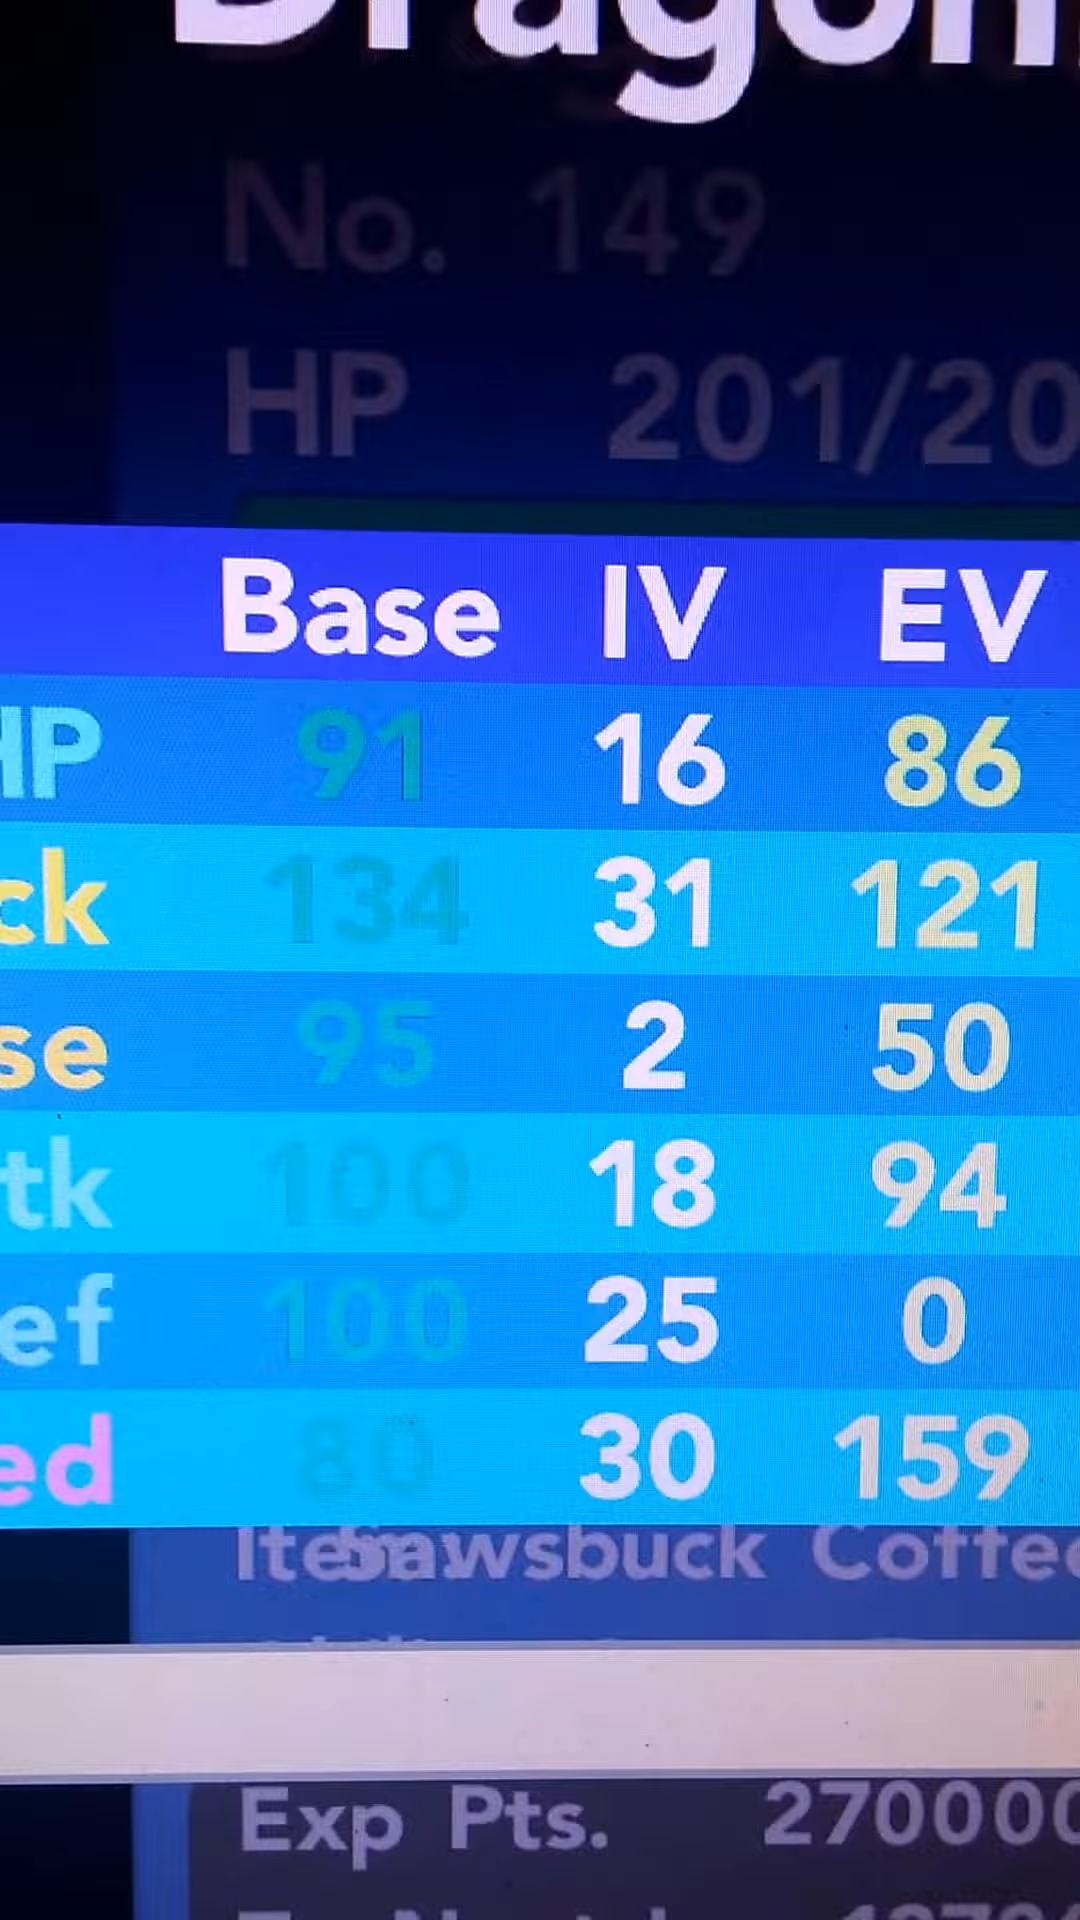 Dragon
No. 149
HP 201/20
Base IV EV
HP 91 16 86
ck 134 31 121
se 95 2 50
tk 100 18 94
ef 100 25 0
ed 80 30 159
Item Sawsbuck Coffee
Exp Pts. 270000